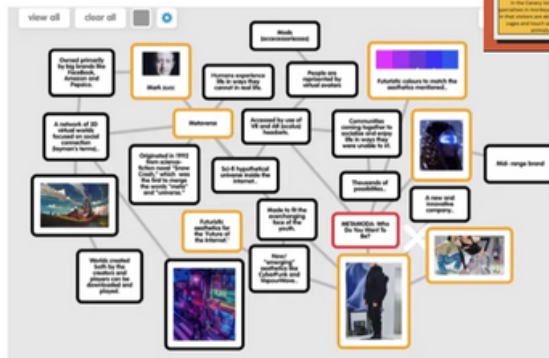 view all
clear all
Moda
Owned primarily
by big brands like
FaceBook,
Amazon and
Pepsico.
Mark zucc
Humans experience
life in ways they
cannot in real life.
People are
represented by
virtual avatars
Futuristic colours to match the
aesthetics mentioned..
A network of 3D
virtual worlds
focused on social
connection
(laymen's terms).
Metaverse
Accessed by use of
VR and AR (oculus)
headsets.
Communities
coming together to
socialise and enjoy
life in ways they
were unable to irl.
Mid- range brand
Originated in 1992
from science-
fiction novel "Snow
Crash," which was
the first to merge
the words "meta"
and "universe."
Sci-fi hypothetical
universe inside the
internet..
Thousands of
possibilities..
A new and
innovative
company..
Futuristic
aesthetics for
the 'Future of
the Internet.'
Made to fit the
everchanging
face of the
youth.
METAMODA: Who
Do You Want To
Be?
Worlds created
both by the
creators and
players can be
downloaded and
played.
New/
"emerging"
aesthetics like
CyberPunk and
VapourWave..